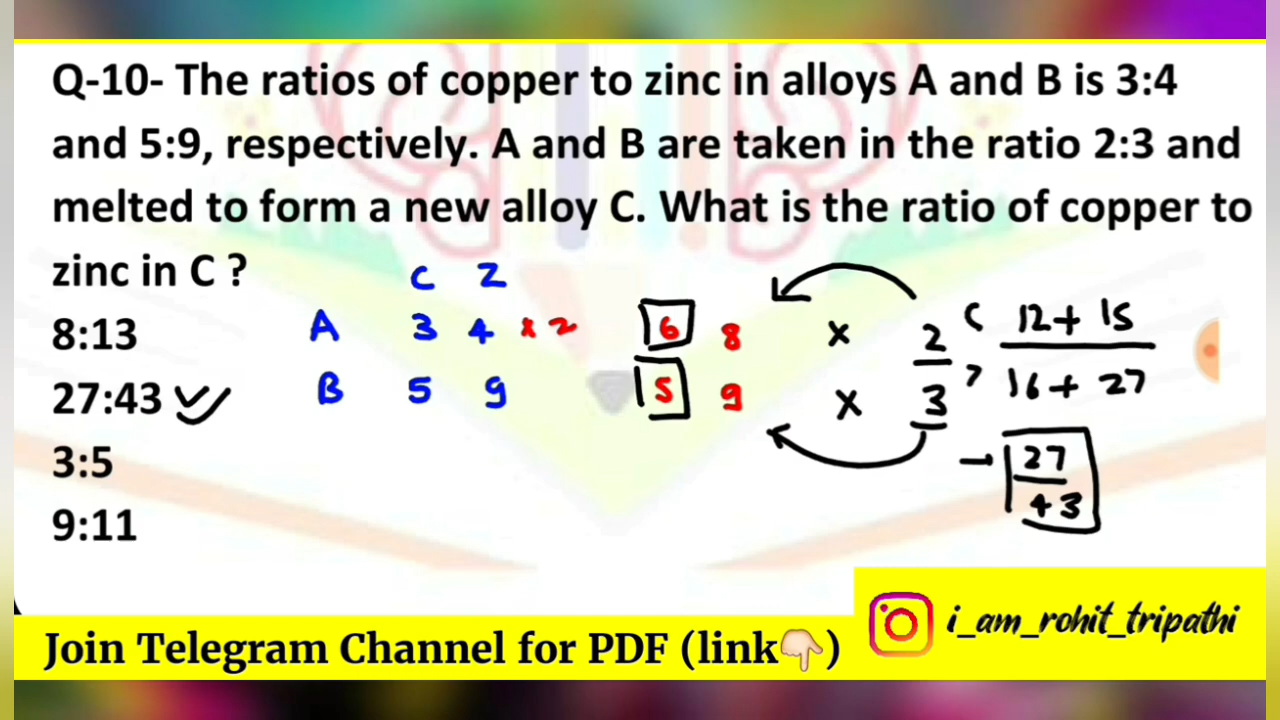 Q-10- The ratios of copper to zinc in alloys A and B is 3:4
and 5:9, respectively. A and B are taken in the ratio 2:3 and
melted to form a new alloy C. What is the ratio of copper to
zinc in C ?
8:13
27:43
3:5
9:11
C Z
A 3 4 x 2 6 8 x 2
B 5 9 5 9 x 3
C 12 + 15
Z 16 + 27
→ 27
43
Join Telegram Channel for PDF (link👇)
i_am_rohit_tripathi